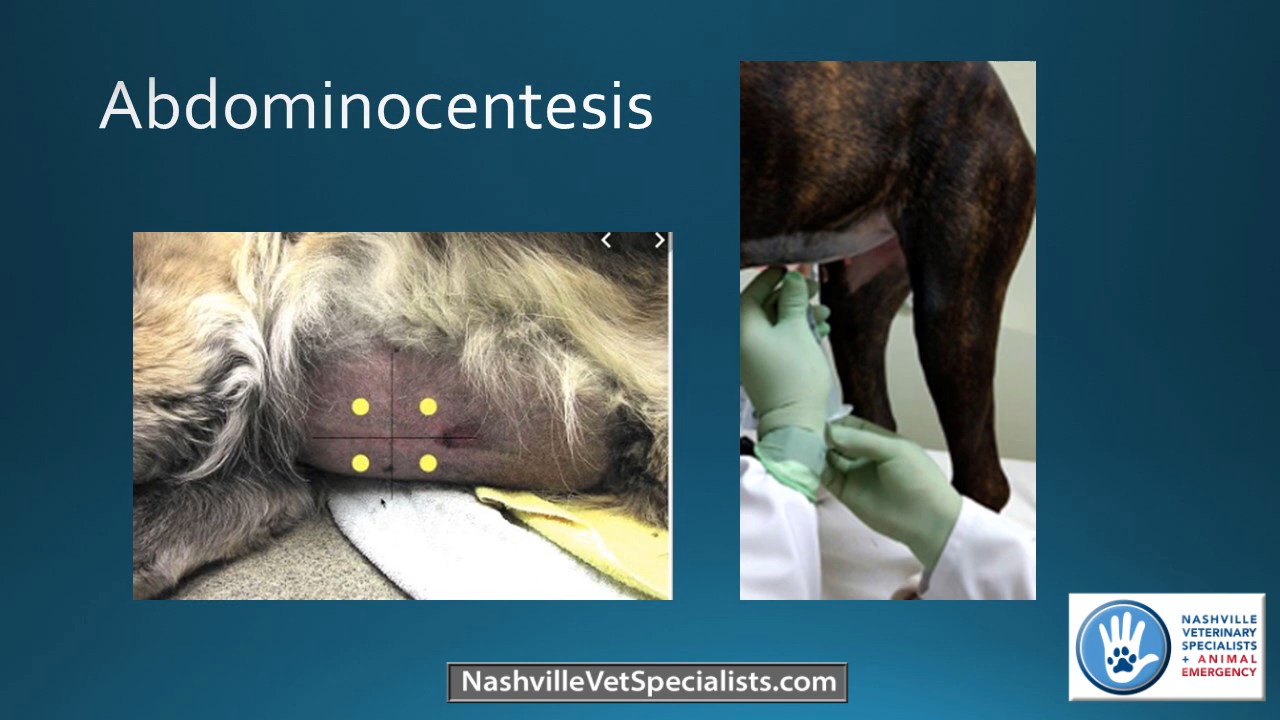 Abdominocentesis
NASHVILLE
VETERINARY
SPECIALISTS
+ ANIMAL
EMERGENCY
NashvilleVetSpecialists.com